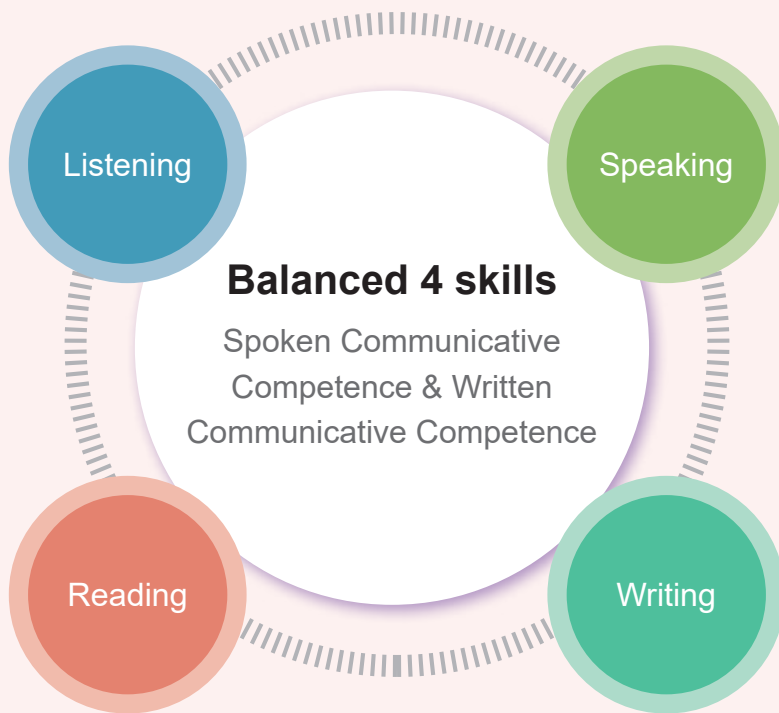 Listening
Speaking
Balanced 4 skills
Spoken Communicative
Competence & Written
Communicative Competence
Reading
Writing